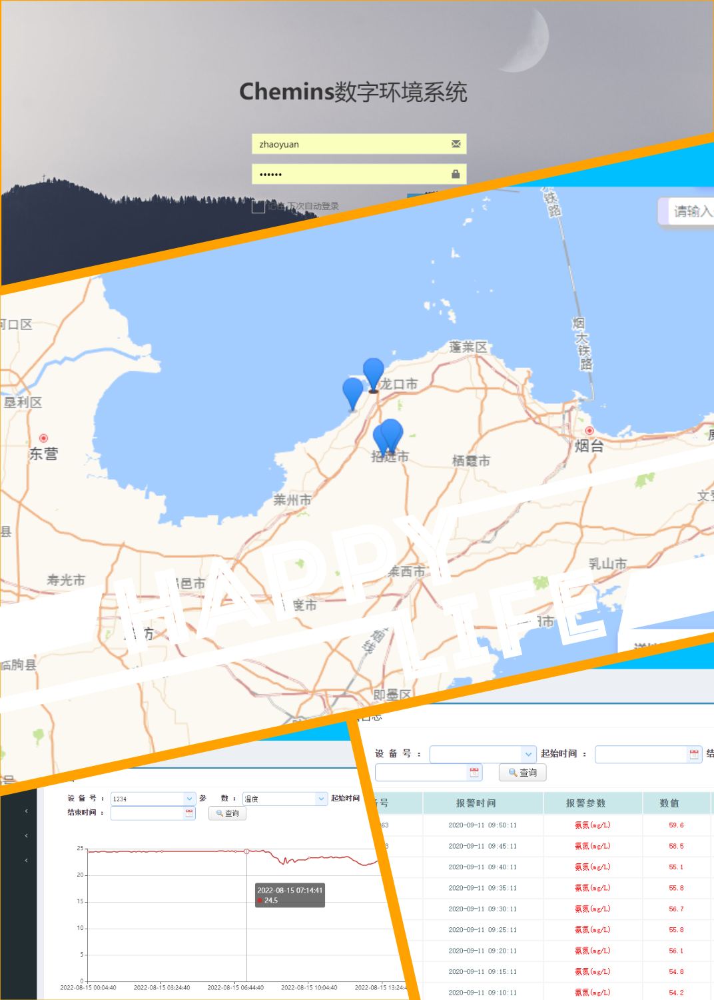 Chemins数字环境系统
zhaoyuan
••••••
记住 下次自动登录
铁路
请输入
河口区
烟大铁路
蓬莱区
龙口市
垦利区
东营
烟台
招远市
栖霞市
莱州市
文登
县
寿光市
昌邑市
莱西市
乳山市
度市
坊
烟线
阳市
临朐县
即墨区
HAPPY
LIFE
日志
设 备 号 ：
起始时间 ：
结
查询
号
报警时间
报警参数
数值
363
2020-09-11 09:50:11
氨氮(mg/L)
59.6
3
2020-09-11 09:45:11
氨氮(mg/L)
58.5
2020-09-11 09:40:11
氨氮(mg/L)
55.1
2020-09-11 09:35:11
氨氮(mg/L)
55.8
2020-09-11 09:30:11
氨氮(mg/L)
56.7
2020-09-11 09:25:11
氨氮(mg/L)
55.8
2020-09-11 09:20:11
氨氮(mg/L)
56.1
2020-09-11 09:15:11
氨氮(mg/L)
54.8
2020-09-11 09:10:11
氨氮(mg/L)
54.2
设 备 号 ： 1234 参 数 ： 温度 起始时间
结束时间 ： 查询
25
20
15
10
5
0
2022-08-15 07:14:41
24.5
2022-08-15 00:04:40
2022-08-15 03:24:40
2022-08-15 06:44:40
2022-08-15 10:04:40
2022-08-15 13:24:4